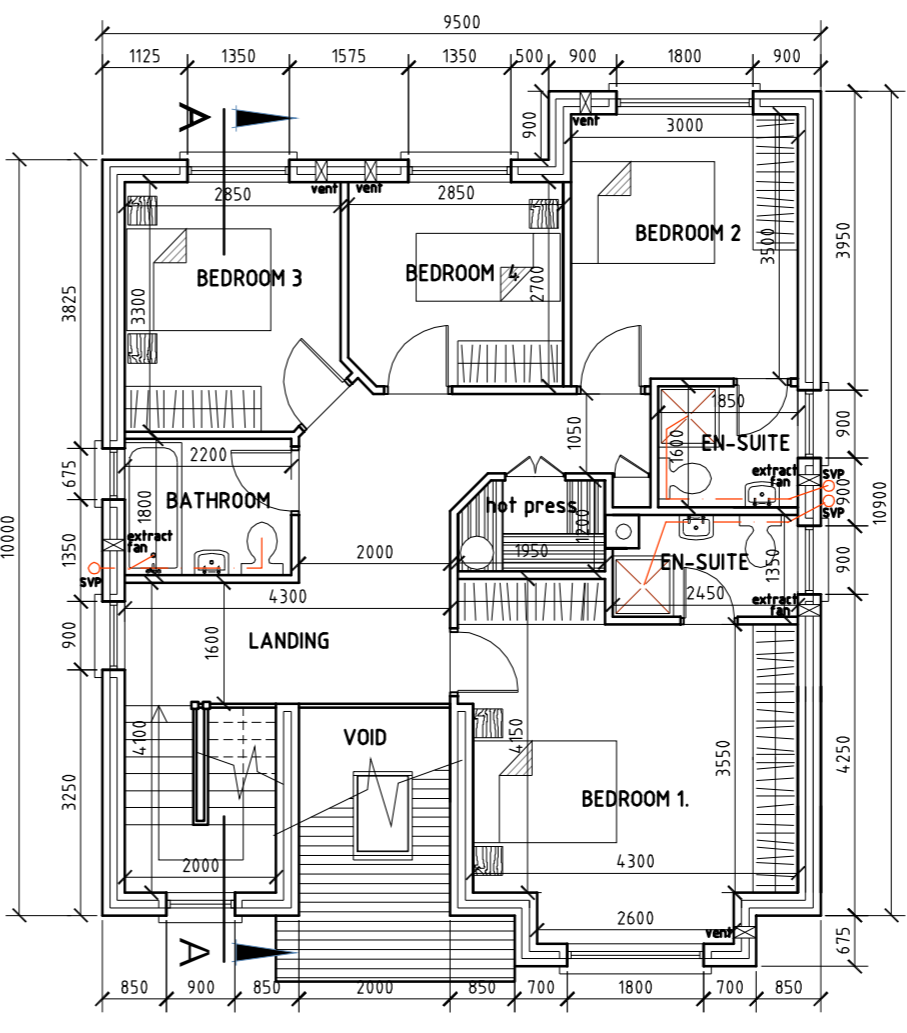 9500
1125 1350 1575 1350 500 900 1800 900
A
900
vent
3000
vent vent
2850 2850
BEDROOM 2
3500
3950
BEDROOM 3
BEDROOM 4
2700
3300
3825
1850
1050
900
EN-SUITE
1600
2200
675
extract
fan
SVP
900
SVP
BATHROOM
1800
hot press
1200
10900
10000
1350
extract
fan
2000
1950
EN-SUITE
1350
900
SVP
4300
2450
extract
fan
900
LANDING
1600
4100
VOID
4150
3550
4250
3250
BEDROOM 1.
2000
4300
2600
vent
A
675
850 900 850 2000 850 700 1800 700 850